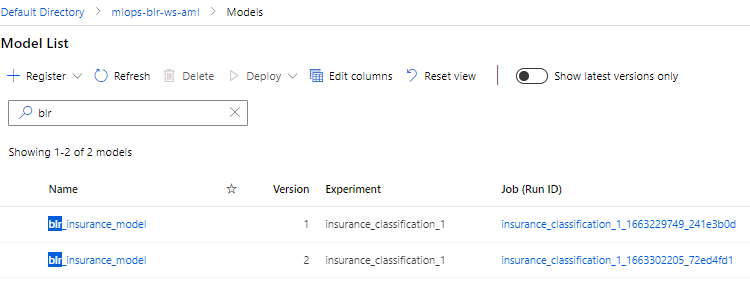 Default Directory > mlops-blr-ws-aml > Models
Model List
Register Refresh Delete Deploy Edit columns Reset view Show latest versions only
blr
Showing 1-2 of 2 models
Name Version Experiment Job (Run ID)
blr_insurance_model 1 insurance_classification_1 insurance_classification_1_1663229749_241e3b0d
blr_insurance_model 2 insurance_classification_1 insurance_classification_1_1663302205_72ed4fd1